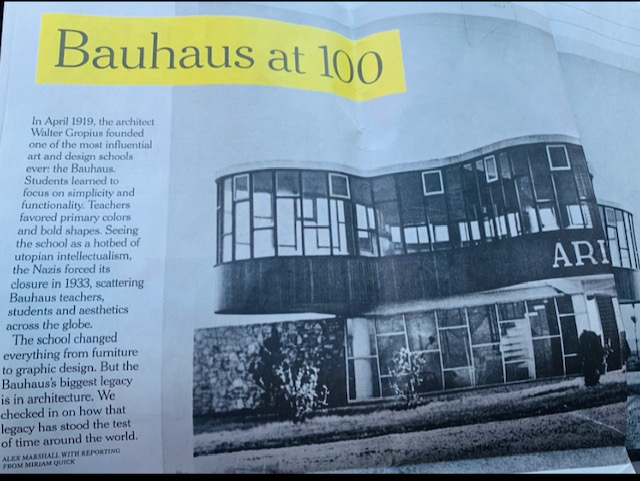 Bauhaus at 100
In April 1919, the architect
Walter Gropius founded
one of the most influential
art and design schools
ever: the Bauhaus.
Students learned to
focus on simplicity and
functionality. Teachers
favored primary colors
and bold shapes. Seeing
the school as a hotbed of
utopian intellectualism,
the Nazis forced its
closure in 1933, scattering
Bauhaus teachers,
students and aesthetics
across the globe.
The school changed
everything from furniture
to graphic design. But the
Bauhaus's biggest legacy
is in architecture. We
checked in on how that
legacy has stood the test
of time around the world.
ALEX MARSHALL WITH REPORTING
FROM MIRIAM QUICK
ARI